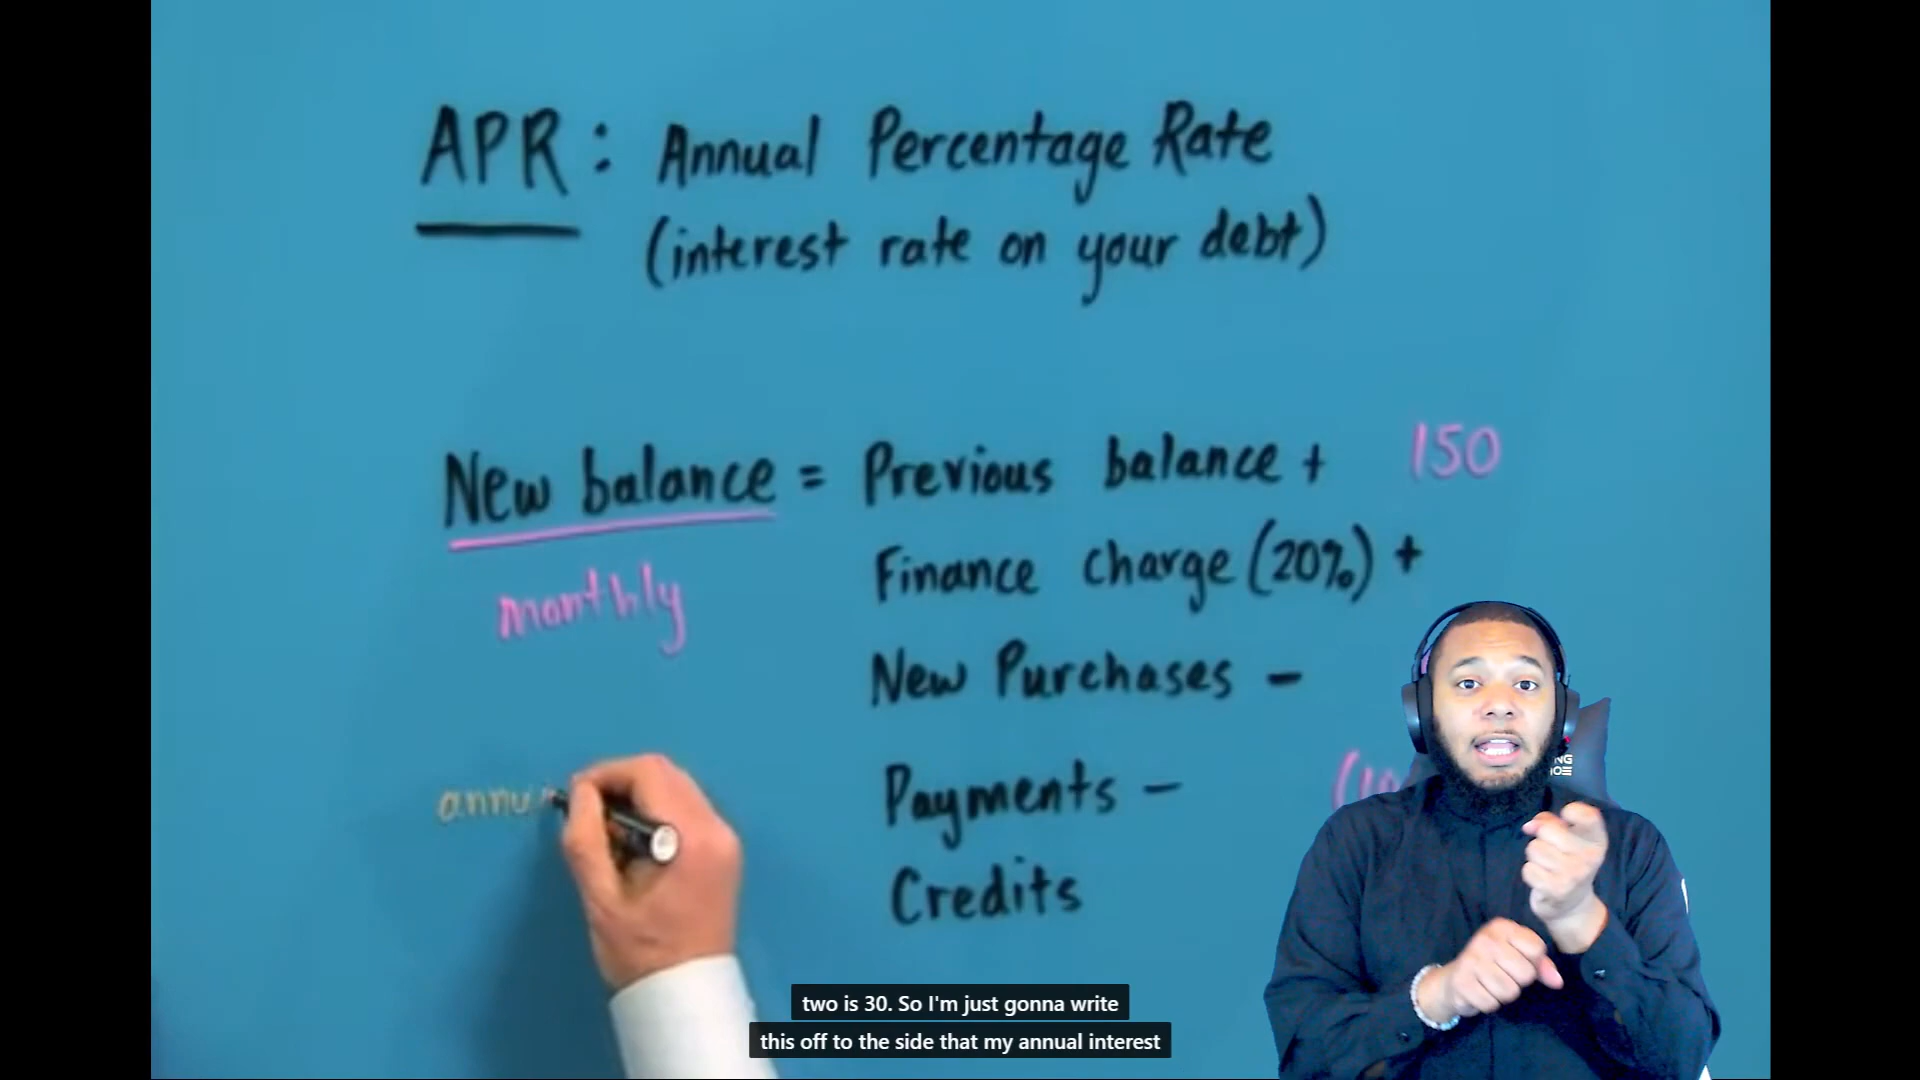 APR: Annual Percentage Rate
(interest rate on your debt)
New balance = Previous balance + 150
monthly
Finance charge (20%) +
New Purchases -
Payments -
Credits
two is 30. So I'm just gonna write
this off to the side that my annual interest